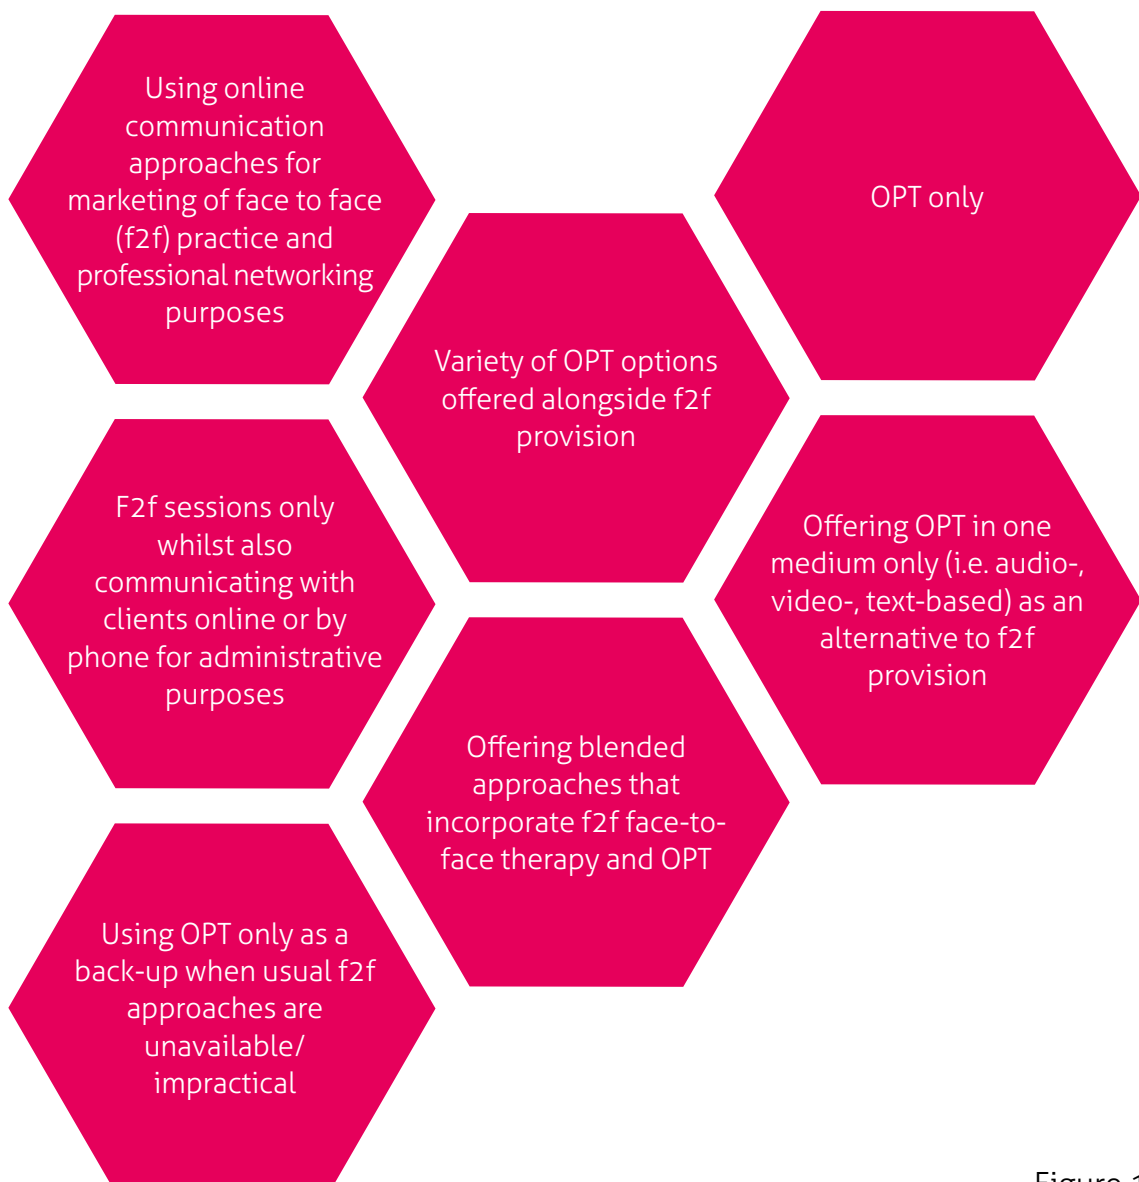 Using online
communication
approaches for
marketing of face to face
(f2f) practice and
professional networking
purposes
OPT only
Variety of OPT options
offered alongside f2f
provision
F2f sessions only
whilst also
communicating with
clients online or by
phone for administrative
purposes
Offering OPT in one
medium only (i.e. audio-,
video-, text-based) as an
alternative to f2f
provision
Offering blended
approaches that
incorporate f2f face-to-
face therapy and OPT
Using OPT only as a
back-up when usual f2f
approaches are
unavailable/
impractical
Figure